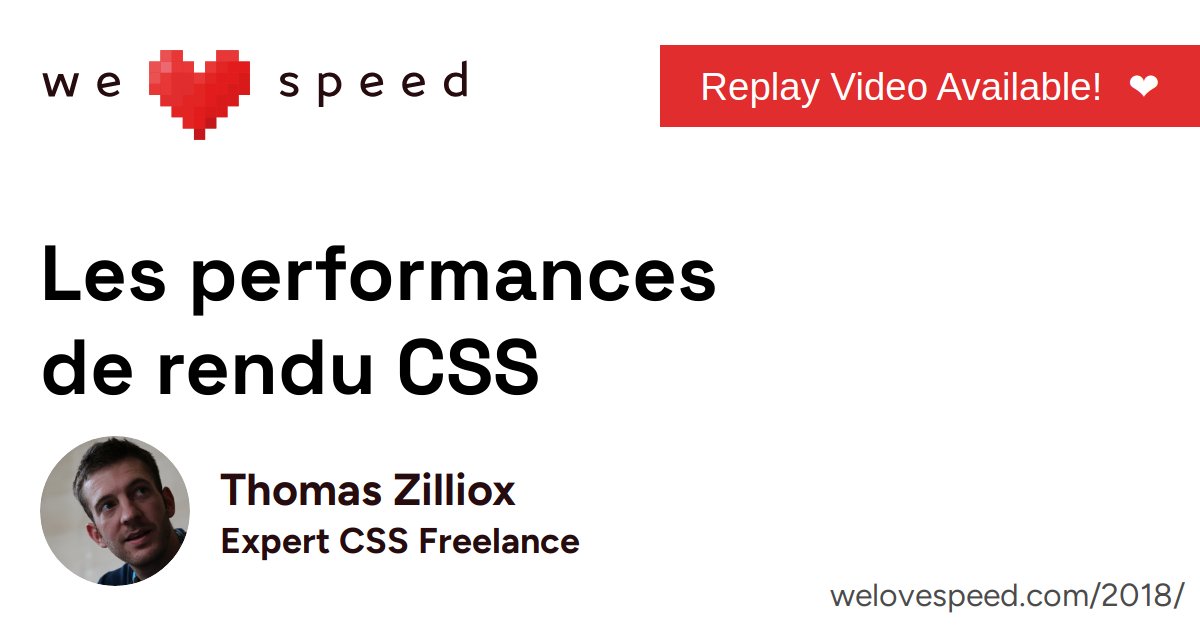 we ❤ speed
Replay Video Available! ❤
Les performances
de rendu CSS
Thomas Zilliox
Expert CSS Freelance
welovespeed.com/2018/